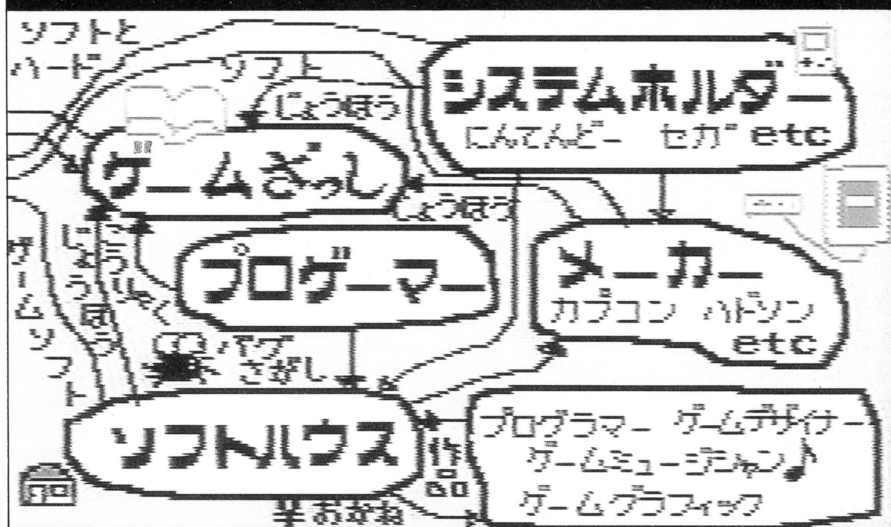 ソフトと
ハード
ソフト
じょうほう
システムホルダー
にんてんどー セガ etc
ゲームざっし
じょうほう
メーカー
カプコン ハドソン
etc
プロゲーマー
こうりゃく
じょうほう
ゲームソフト
バグ
さがし
ソフトハウス
作品
プログラマー ゲームデザイナー
ゲームミュージシャン♪
ゲームグラフィック
¥おかね